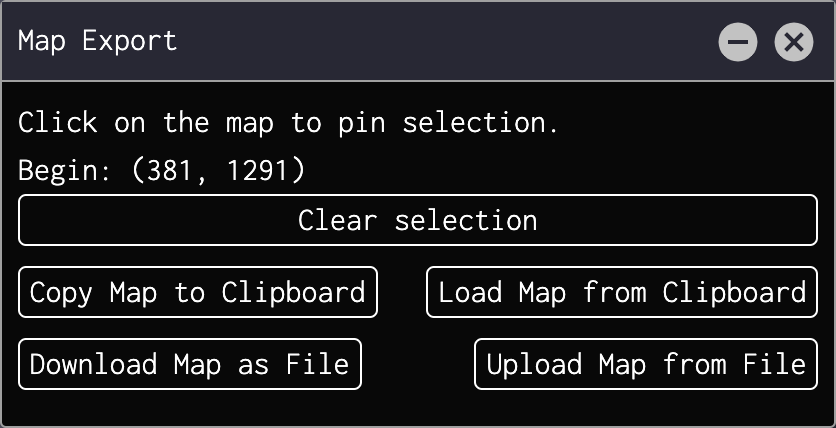 Map Export
Click on the map to pin selection.
Begin: (381, 1291)
Clear selection
Copy Map to Clipboard
Load Map from Clipboard
Download Map as File
Upload Map from File